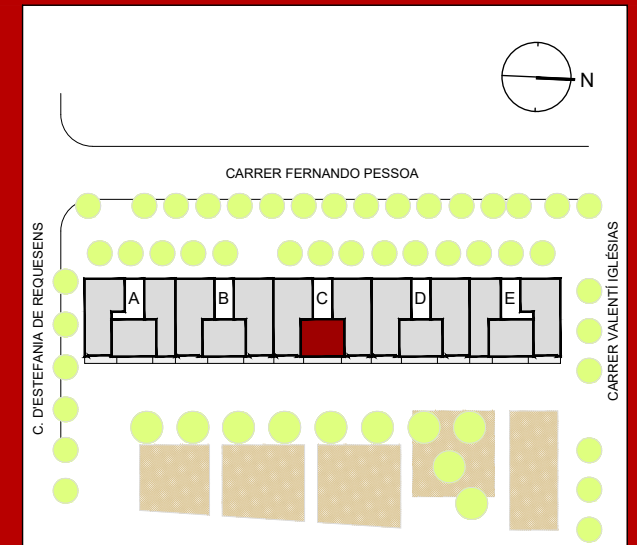 N
CARRER FERNANDO PESSOA
C. D'ESTEFANIA DE REQUESENS
A
B
C
D
E
CARRER VALENTÍ IGLÉSIAS